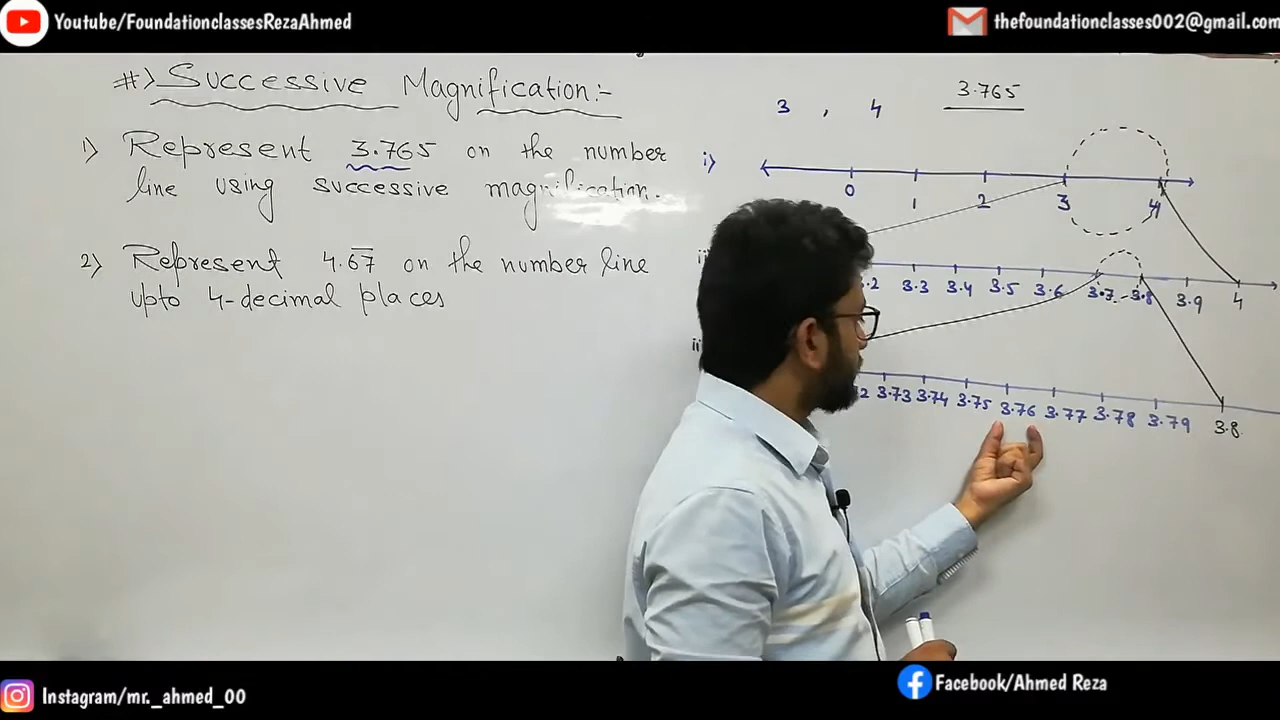 Youtube/FoundationclassesRezaAhmed
thefoundationclasses002@gmail.com
#) Successive Magnification:-
1) Represent 3.765 on the number
line using successive magnification.
2) Represent 4.6̅7̅ on the number line
upto 4-decimal places
3 , 4 3.765
i)
0 1 2 3 4
3.3 3.4 3.5 3.6 3.7 3.8 3.9 4
3.73 3.74 3.75 3.76 3.77 3.78 3.79 3.8
Instagram/mr._ahmed_00
Facebook/Ahmed Reza